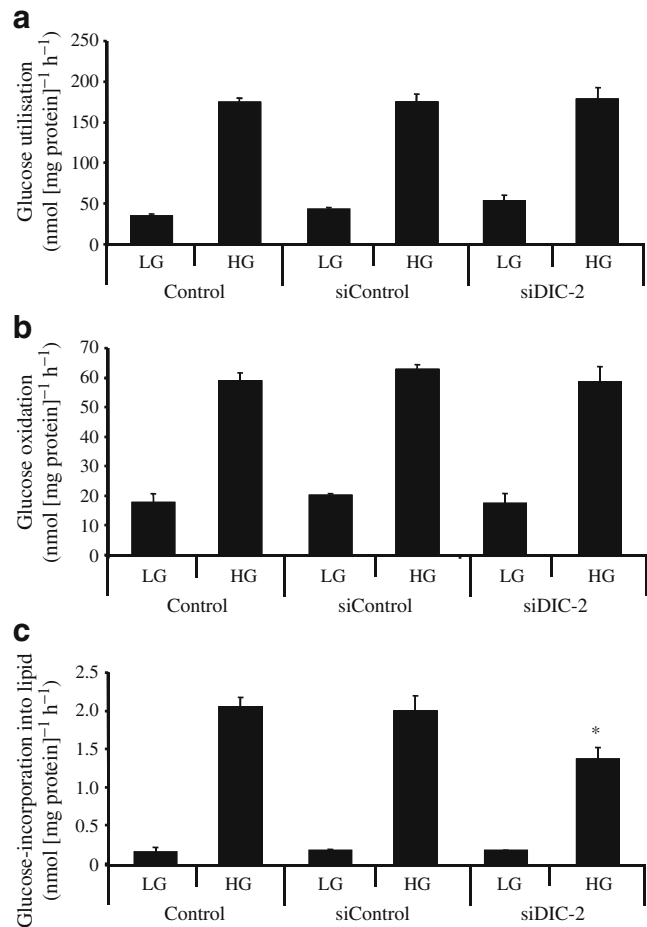 a
Glucose utilisation
(nmol [mg protein]⁻¹ h⁻¹)
250
200
150
100
50
0
LG HG LG HG LG HG
Control siControl siDIC-2
b
Glucose oxidation
(nmol [mg protein]⁻¹ h⁻¹)
70
60
50
40
30
20
10
0
LG HG LG HG LG HG
Control siControl siDIC-2
c
Glucose-incorporation into lipid
(nmol [mg protein]⁻¹ h⁻¹)
2.5
2.0
1.5
1.0
0.5
0
*
LG HG LG HG LG HG
Control siControl siDIC-2